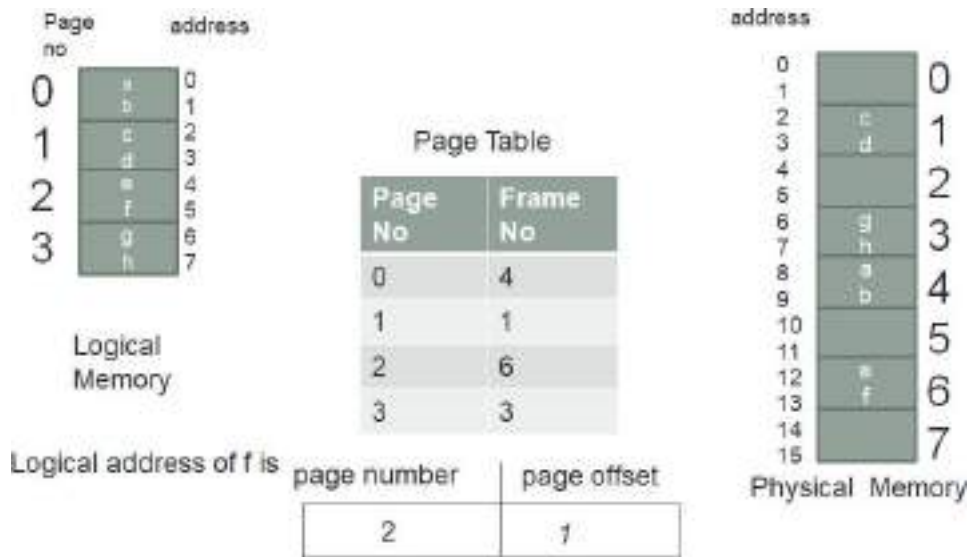 Page
no
address
0
1
2
3
a
b
c
d
e
f
g
h
0
1
2
3
4
5
6
7
Logical
Memory
Page Table
Page No Frame No
0 4
1 1
2 6
3 3
address
0
1
2
3
4
5
6
7
8
9
10
11
12
13
14
15
c
d
g
h
a
b
e
f
0
1
2
3
4
5
6
7
Physical Memory
Logical address of f is
page number page offset
2 1